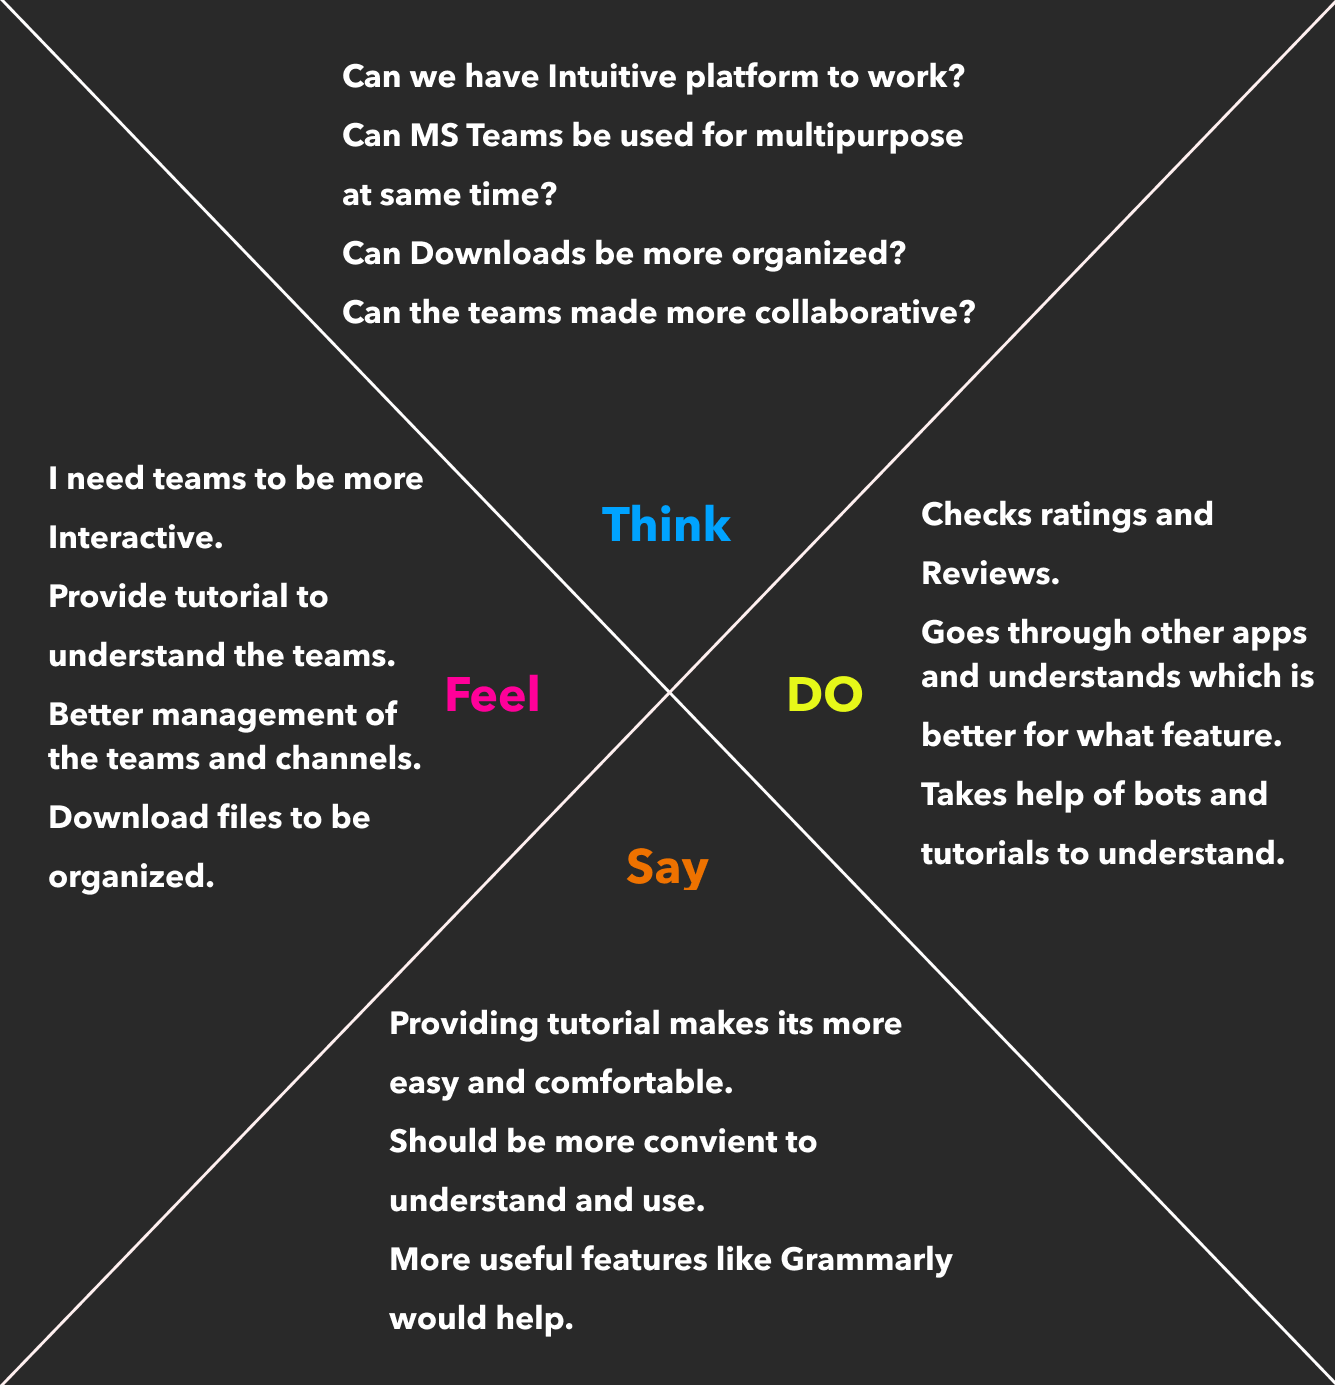 Can we have Intuitive platform to work?
Can MS Teams be used for multipurpose
at same time?
Can Downloads be more organized?
Can the teams made more collaborative?
Think
I need teams to be more
Interactive.
Provide tutorial to
understand the teams.
Better management of
the teams and channels.
Download files to be
organized.
Feel
DO
Checks ratings and
Reviews.
Goes through other apps
and understands which is
better for what feature.
Takes help of bots and
tutorials to understand.
Say
Providing tutorial makes its more
easy and comfortable.
Should be more convient to
understand and use.
More useful features like Grammarly
would help.